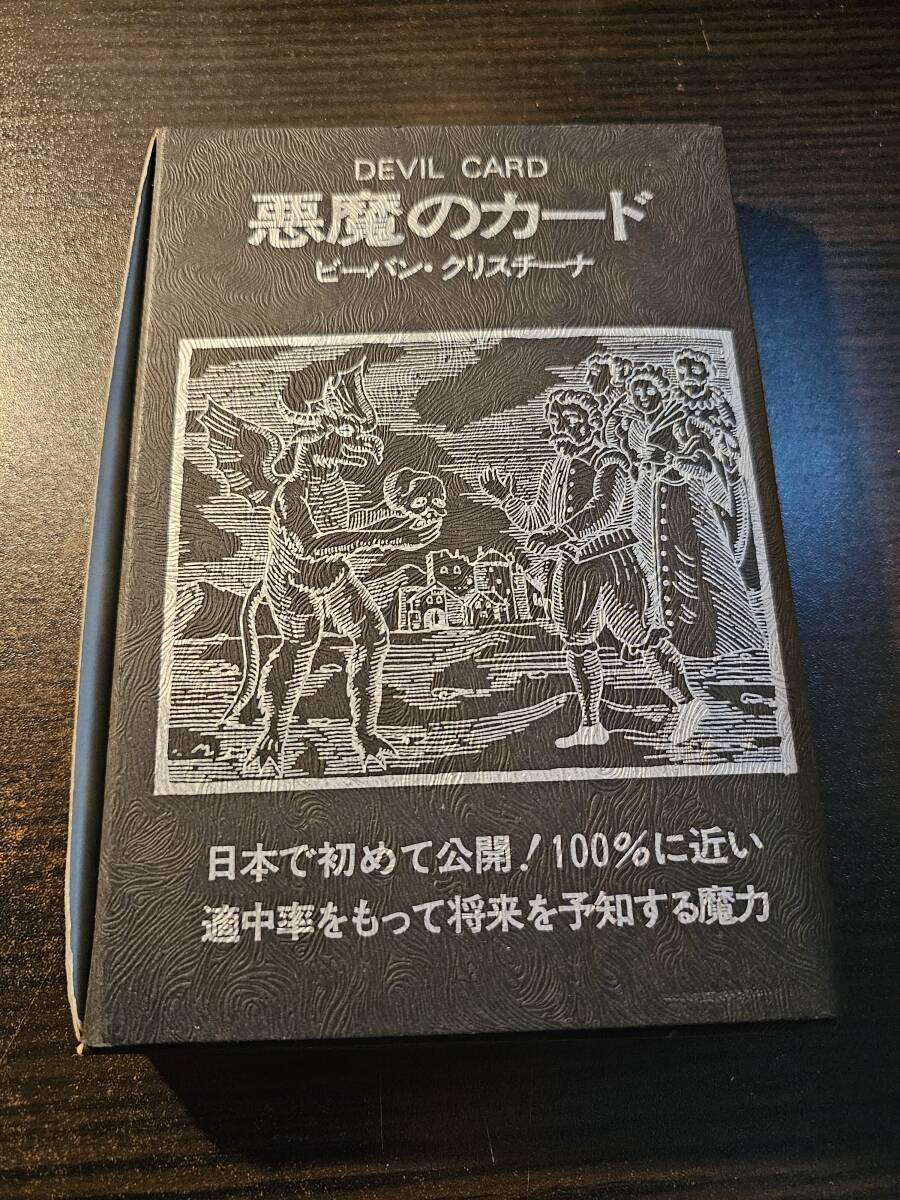 DEVIL CARD
悪魔のカード
ビーバン・クリスチーナ
日本で初めて公開!100%に近い
適中率をもって将来を予知する魔力